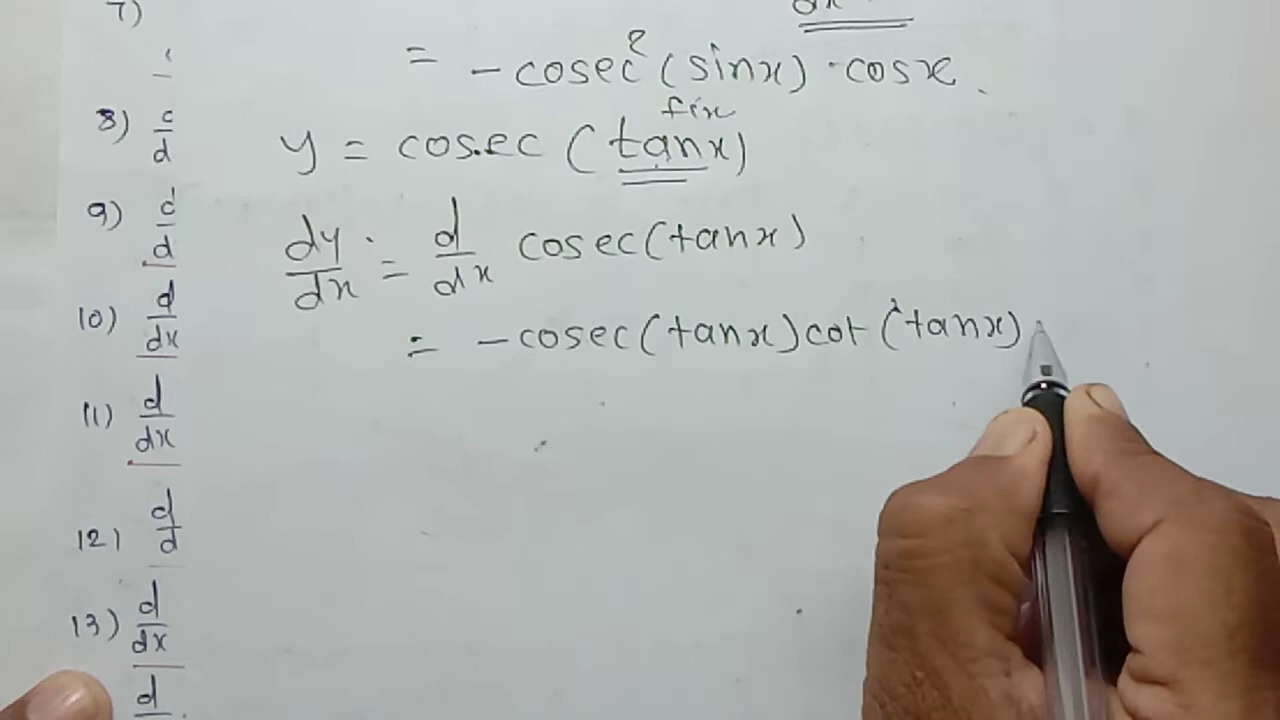 7)
= -cosec²(sinx) · cosx.
8) d/d
fix
y = cosec (tanx)
9) d/d
dy/dx = d/dx cosec(tanx)
10) d/dx
= -cosec(tanx)cot(tanx)
11) d/dx
12) d/d
13) d/dx
d